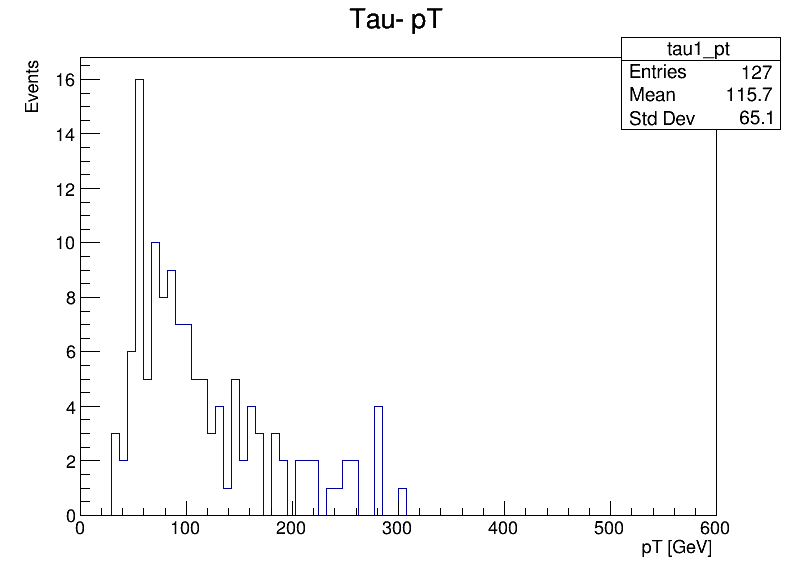 Tau- pT
tau1_pt
Entries 127
Mean 115.7
Std Dev 65.1
Events
16
14
12
10
8
6
4
2
0
0 100 200 300 400 500 600
pT [GeV]